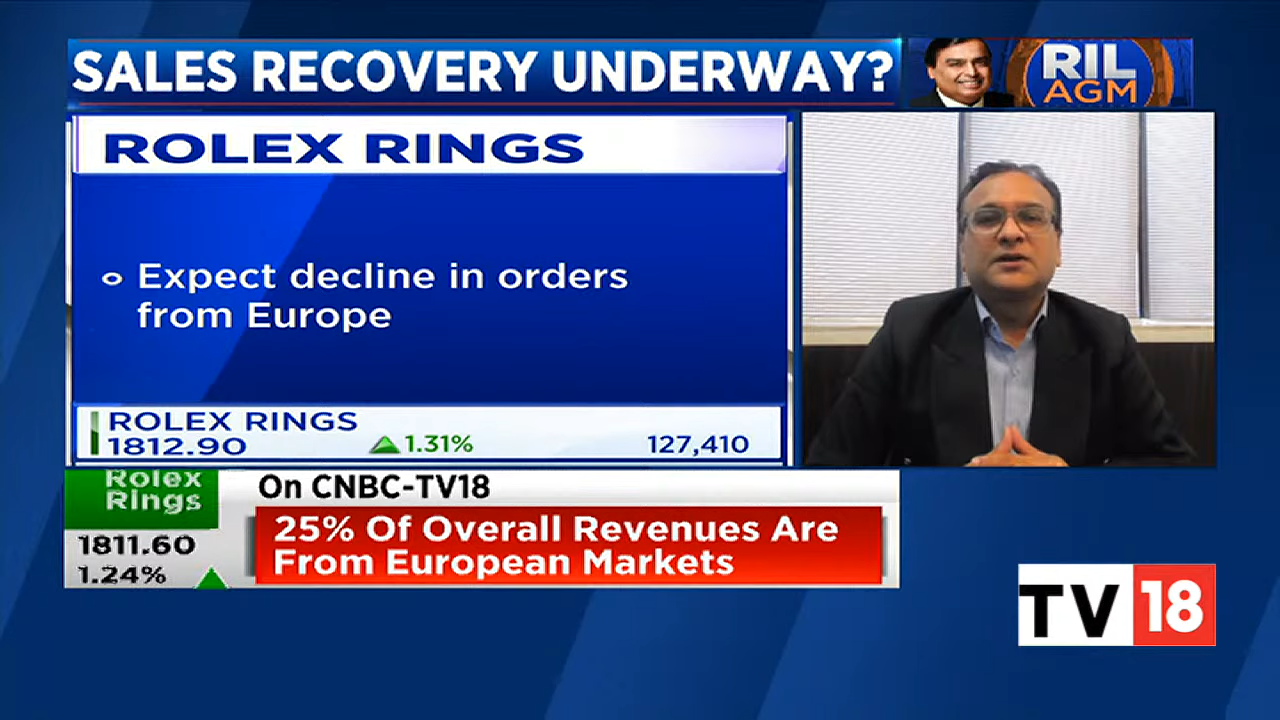 SALES RECOVERY UNDERWAY?
RIL
AGM
ROLEX RINGS
Expect decline in orders
from Europe
ROLEX RINGS
1812.90 1.31% 127,410
Rolex
Rings
1811.60
1.24%
On CNBC-TV18
25% Of Overall Revenues Are
From European Markets
TV18